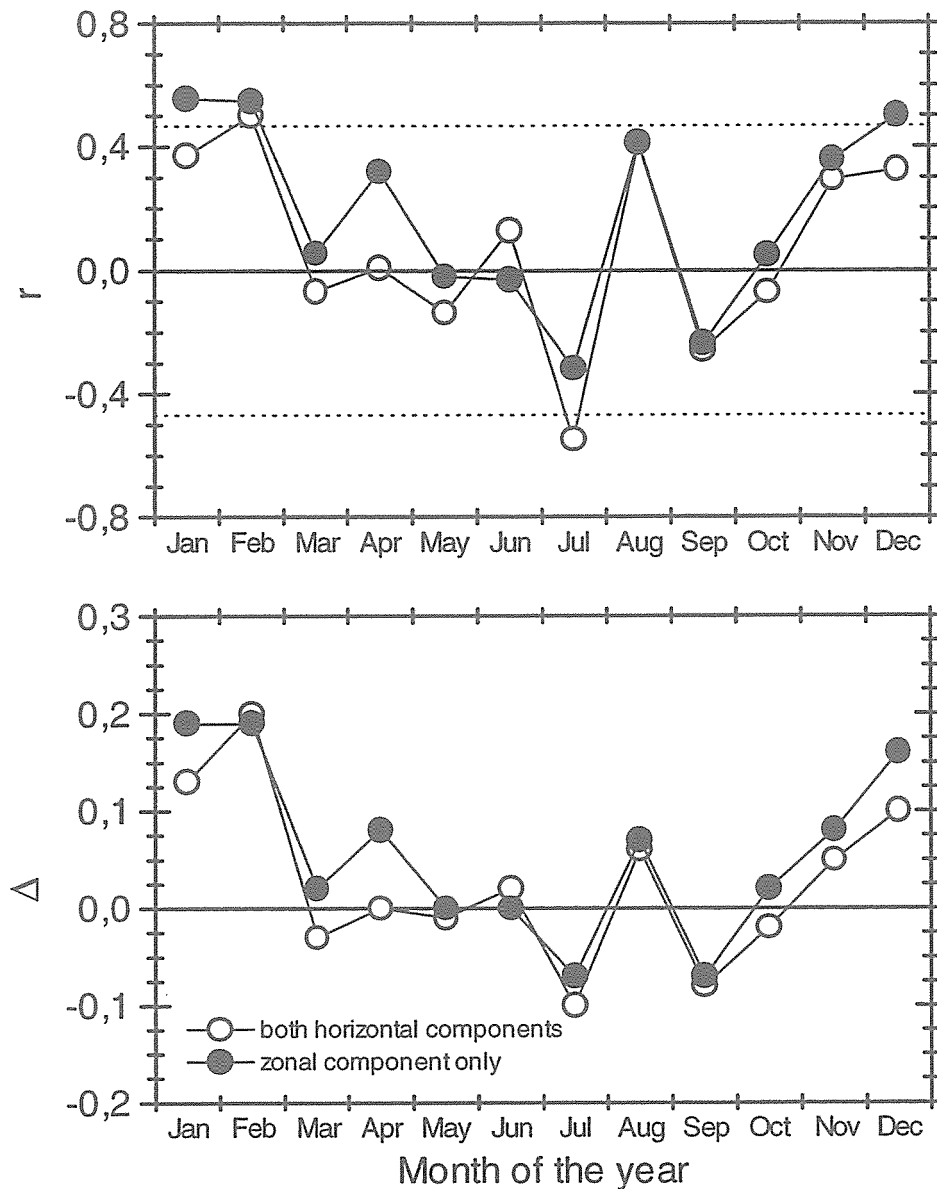 0,8
0,4
0,0
-0,4
-0,8
r
Jan Feb Mar Apr May Jun Jul Aug Sep Oct Nov Dec
0,3
0,2
0,1
0,0
-0,1
-0,2
Δ
both horizontal components
zonal component only
Jan Feb Mar Apr May Jun Jul Aug Sep Oct Nov Dec
Month of the year